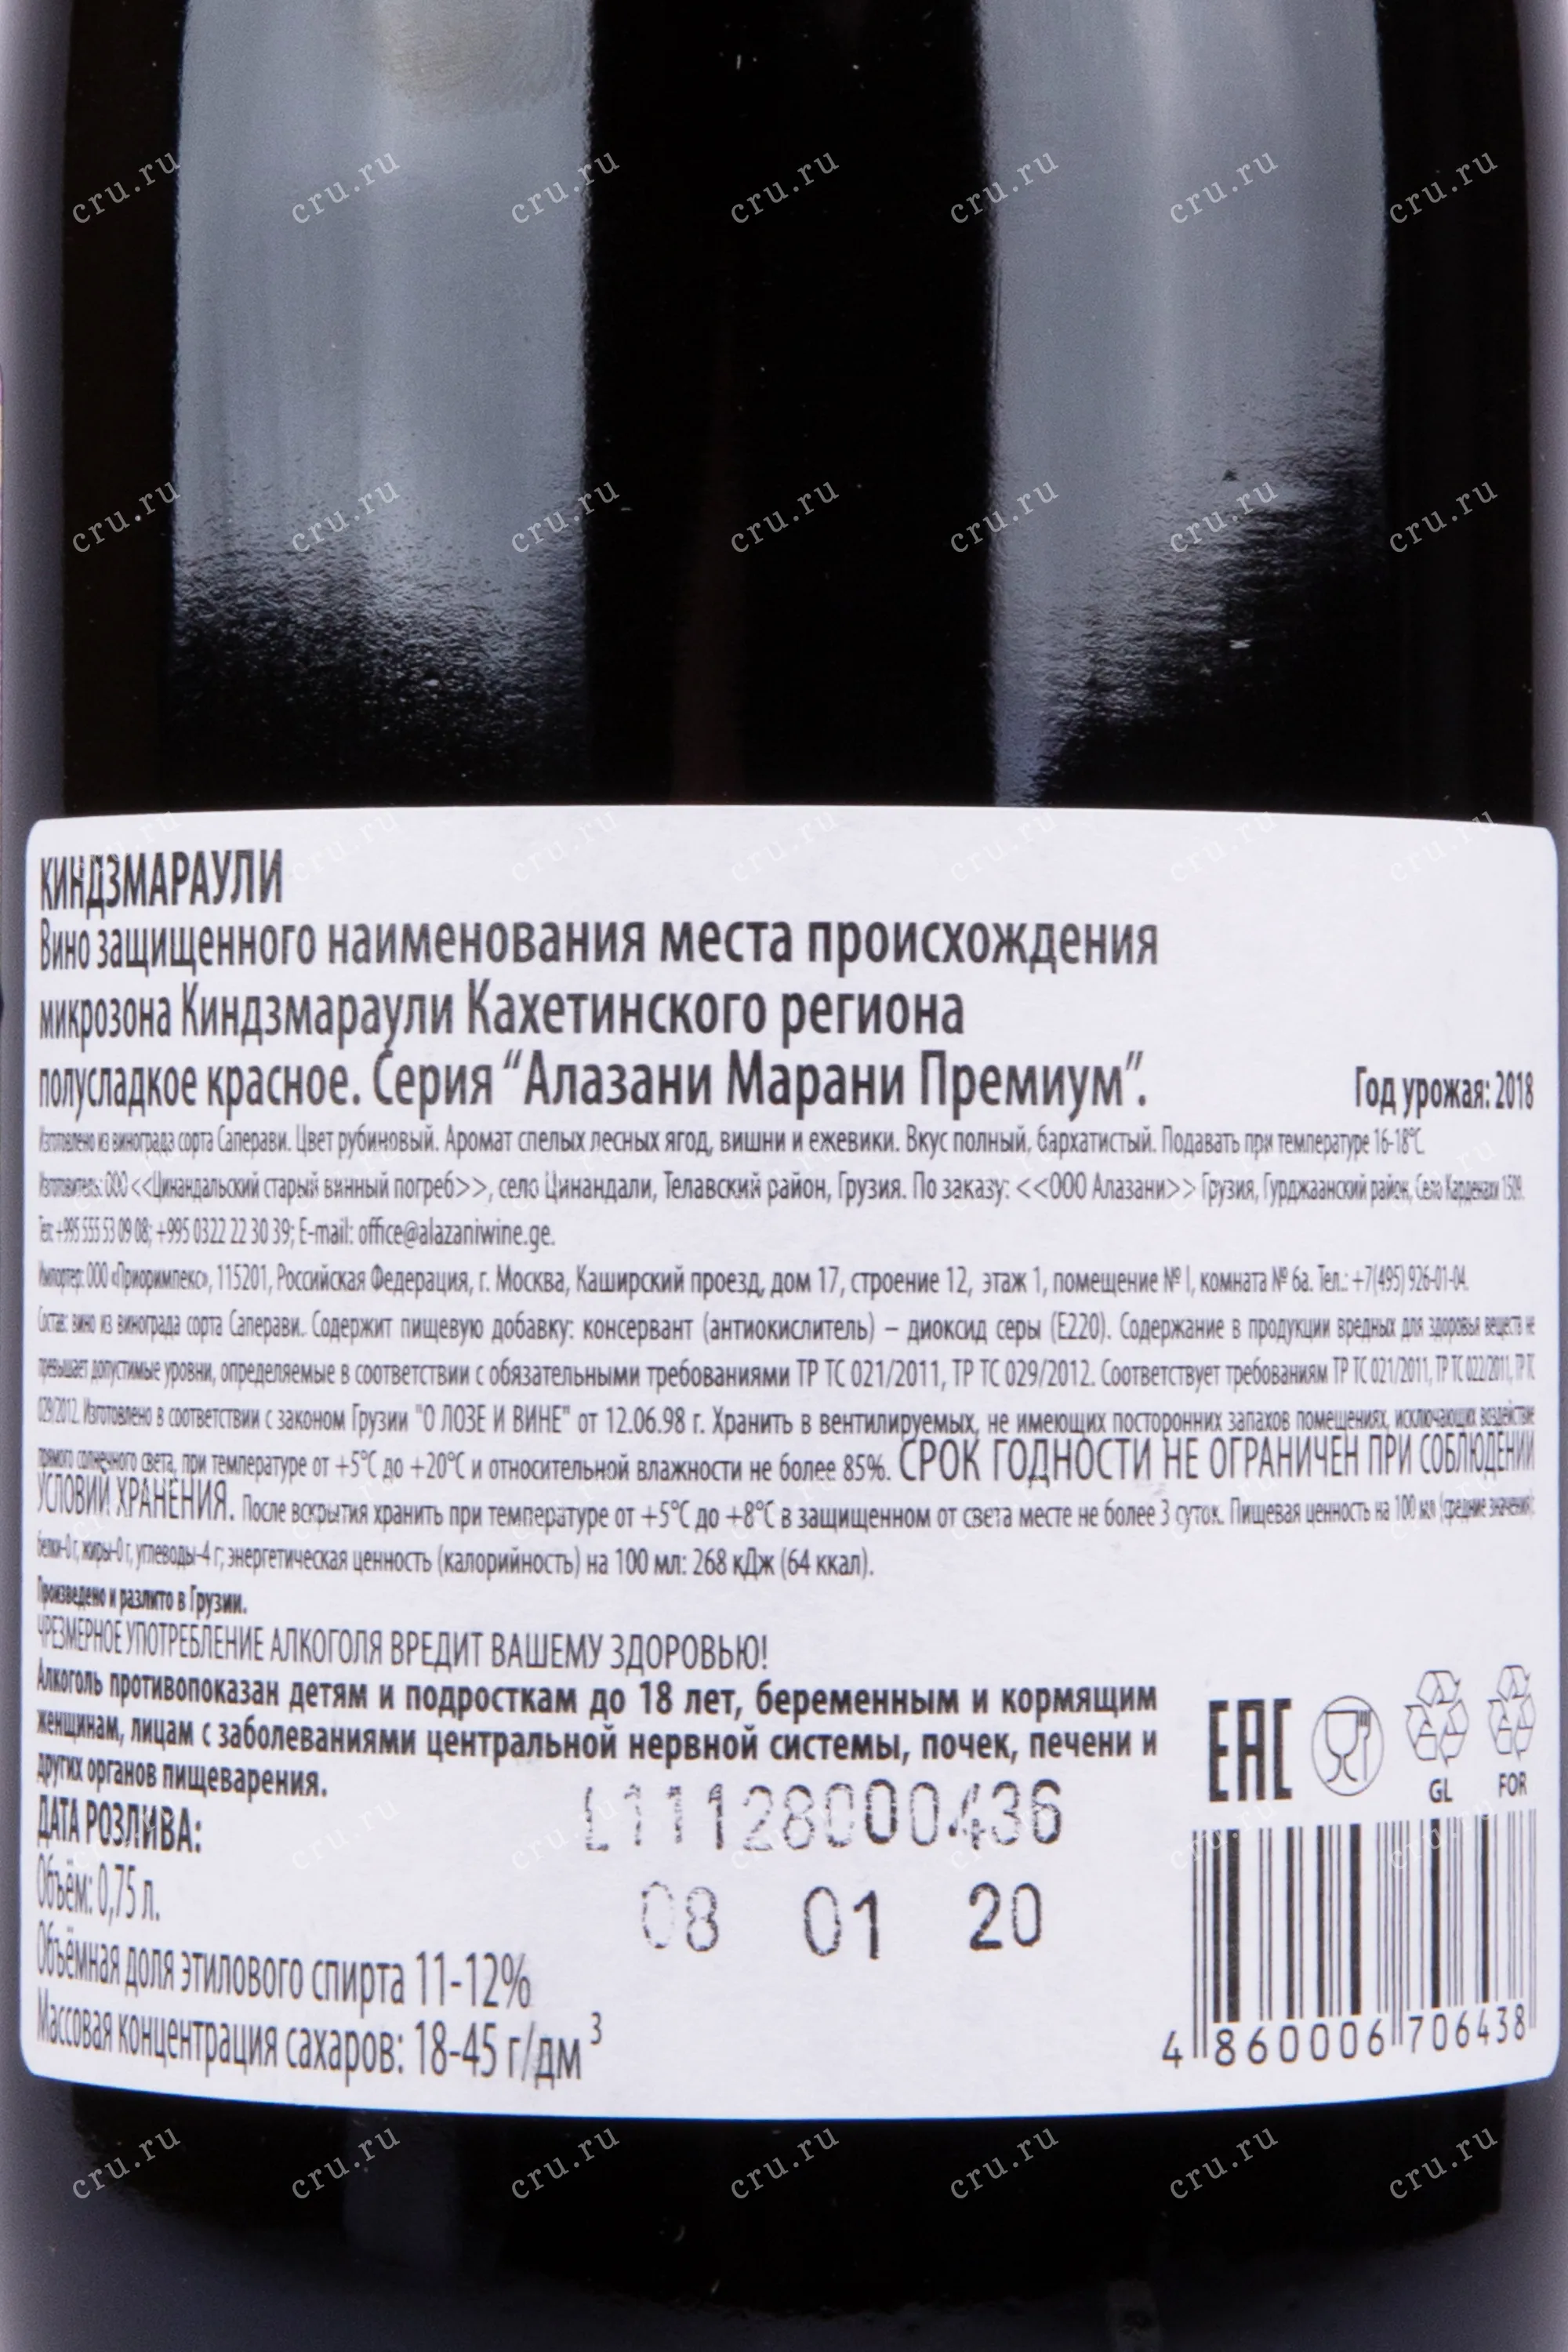 КИНДЗМАРАУЛИ
Вино защищенного наименования места происхождения
микрозона Киндзмараули Кахетинского региона
полусладкое красное. Серия “Алазани Марани Премиум”.
Год урожая: 2018
Изготовлено из винограда сорта Саперави. Цвет рубиновый. Аромат спелых лесных ягод, вишни и ежевики. Вкус полный, бархатистый. Подавать при температуре 16-18°С.
Изготовитель: ООО <<Цинандальский старый винный погреб>>, село Цинандали, Телавский район, Грузия. По заказу: <<ООО Алазани>> Грузия, Гурджаанский район, Село Карденахи 1509.
Тел: +995 555 53 09 08; +995 0322 22 30 39; E-mail: office@alazaniwine.ge.
Импортер: ООО «Приоримпекс», 115201, Российская Федерация, г. Москва, Каширский проезд, дом 17, строение 12, этаж 1, помещение № I, комната № 6а. Тел.: +7(495) 926-01-04.
Состав: вино из винограда сорта Саперави. Содержит пищевую добавку: консервант (антиокислитель) – диоксид серы (Е220). Содержание в продукции вредных для здоровья веществ не
превышает допустимые уровни, определяемые в соответствии с обязательными требованиями ТР ТС 021/2011, ТР ТС 029/2012. Соответствует требованиям ТР ТС 021/2011, ТР ТС 022/2011, ТР ТС
029/2012. Изготовлено в соответствии с законом Грузии "О ЛОЗЕ И ВИНЕ" от 12.06.98 г. Хранить в вентилируемых, не имеющих посторонних запахов помещениях, исключающих воздействие
прямого солнечного света, при температуре от +5°С до +20°С и относительной влажности не более 85%. СРОК ГОДНОСТИ НЕ ОГРАНИЧЕН ПРИ СОБЛЮДЕНИИ
УСЛОВИЙ ХРАНЕНИЯ. После вскрытия хранить при температуре от +5°С до +8°С в защищенном от света месте не более 3 суток. Пищевая ценность на 100 мл (средние значения):
белки-0 г, жиры-0 г, углеводы-4 г; энергетическая ценность (калорийность) на 100 мл: 268 кДж (64 ккал).
Произведено и разлито в Грузии.
ЧРЕЗМЕРНОЕ УПОТРЕБЛЕНИЕ АЛКОГОЛЯ ВРЕДИТ ВАШЕМУ ЗДОРОВЬЮ!
Алкоголь противопоказан детям и подросткам до 18 лет, беременным и кормящим
женщинам, лицам с заболеваниями центральной нервной системы, почек, печени и
других органов пищеварения.
ДАТА РОЗЛИВА:
L11128000436
08 01 20
Объём: 0,75 л.
Объёмная доля этилового спирта 11-12%
Массовая концентрация сахаров: 18-45 г/дм³
ЕАС
GL
FOR
4 860006 706438
cru.ru